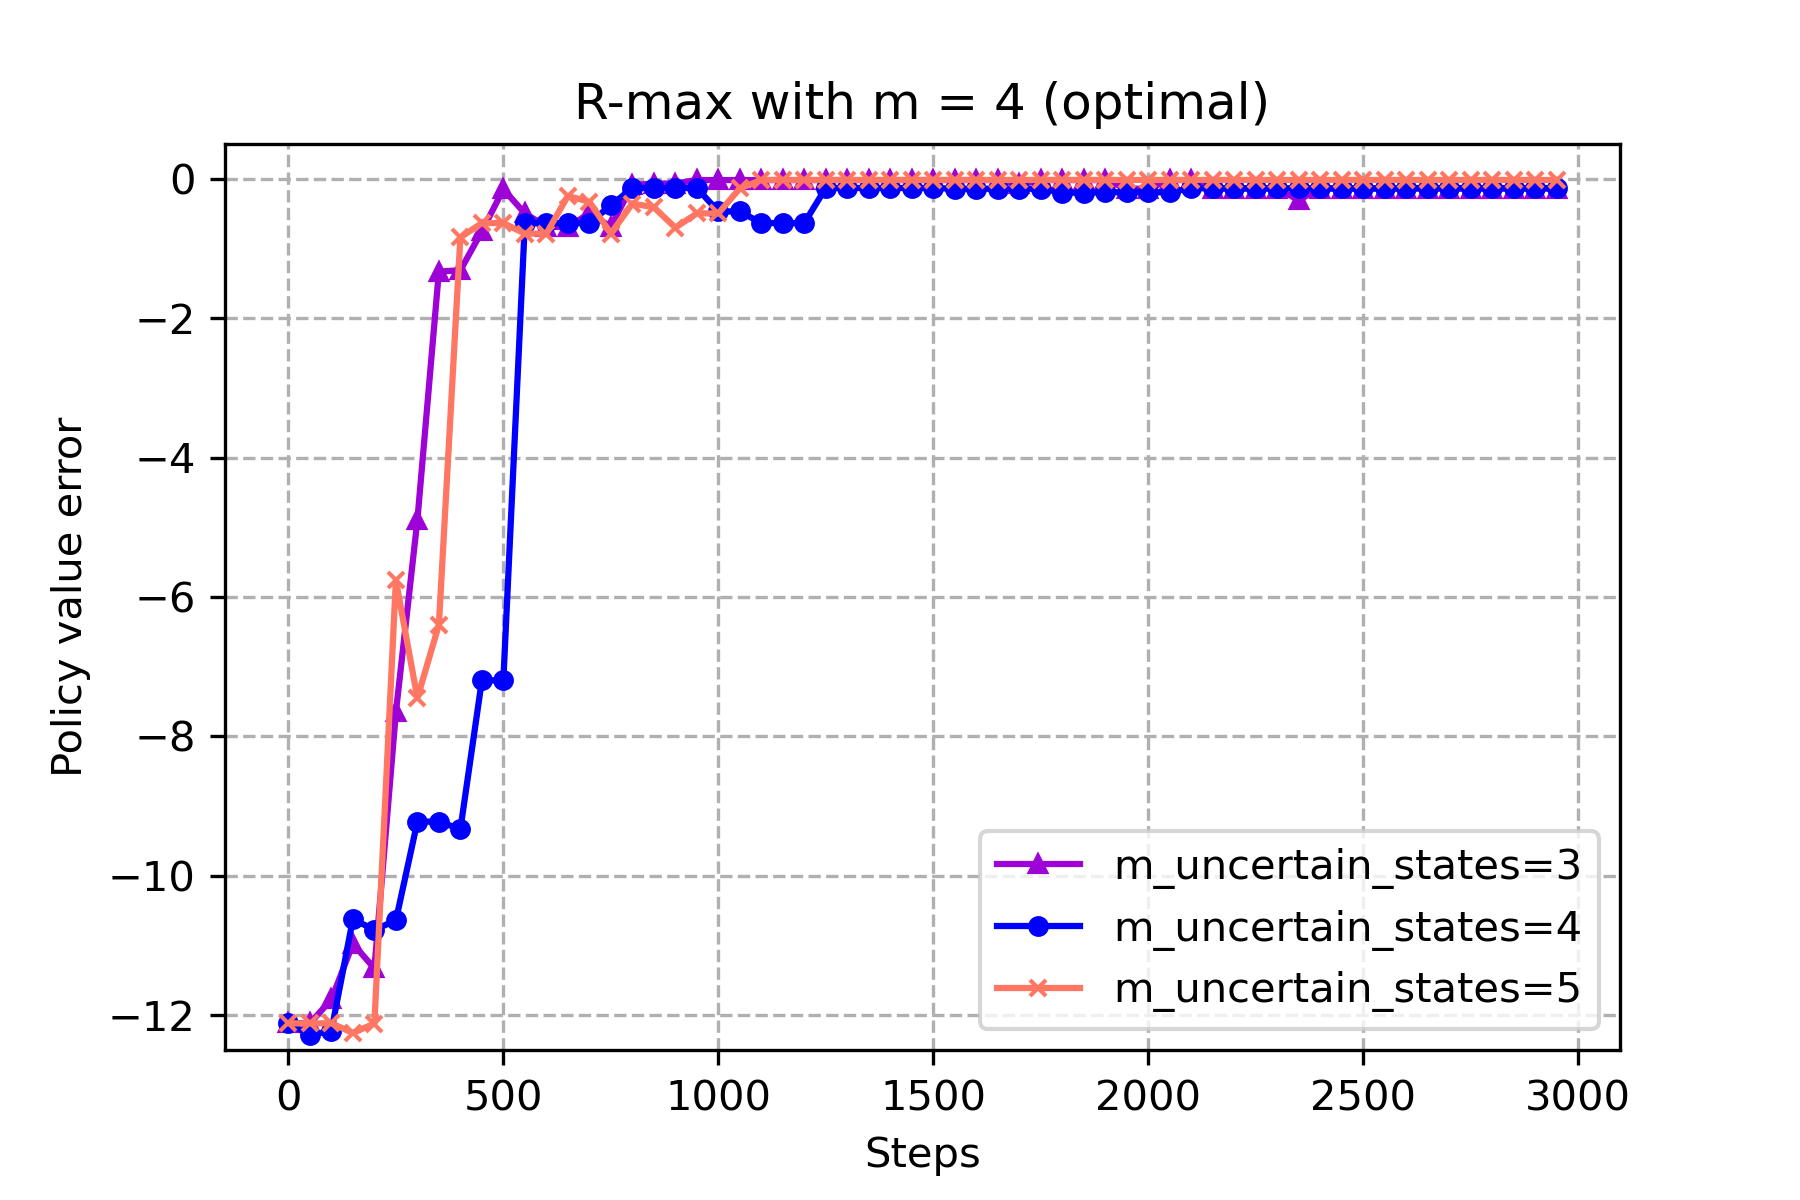 R-max with m = 4 (optimal)
Policy value error
0
−2
−4
−6
−8
−10
−12
0 500 1000 1500 2000 2500 3000
Steps
m_uncertain_states=3
m_uncertain_states=4
m_uncertain_states=5